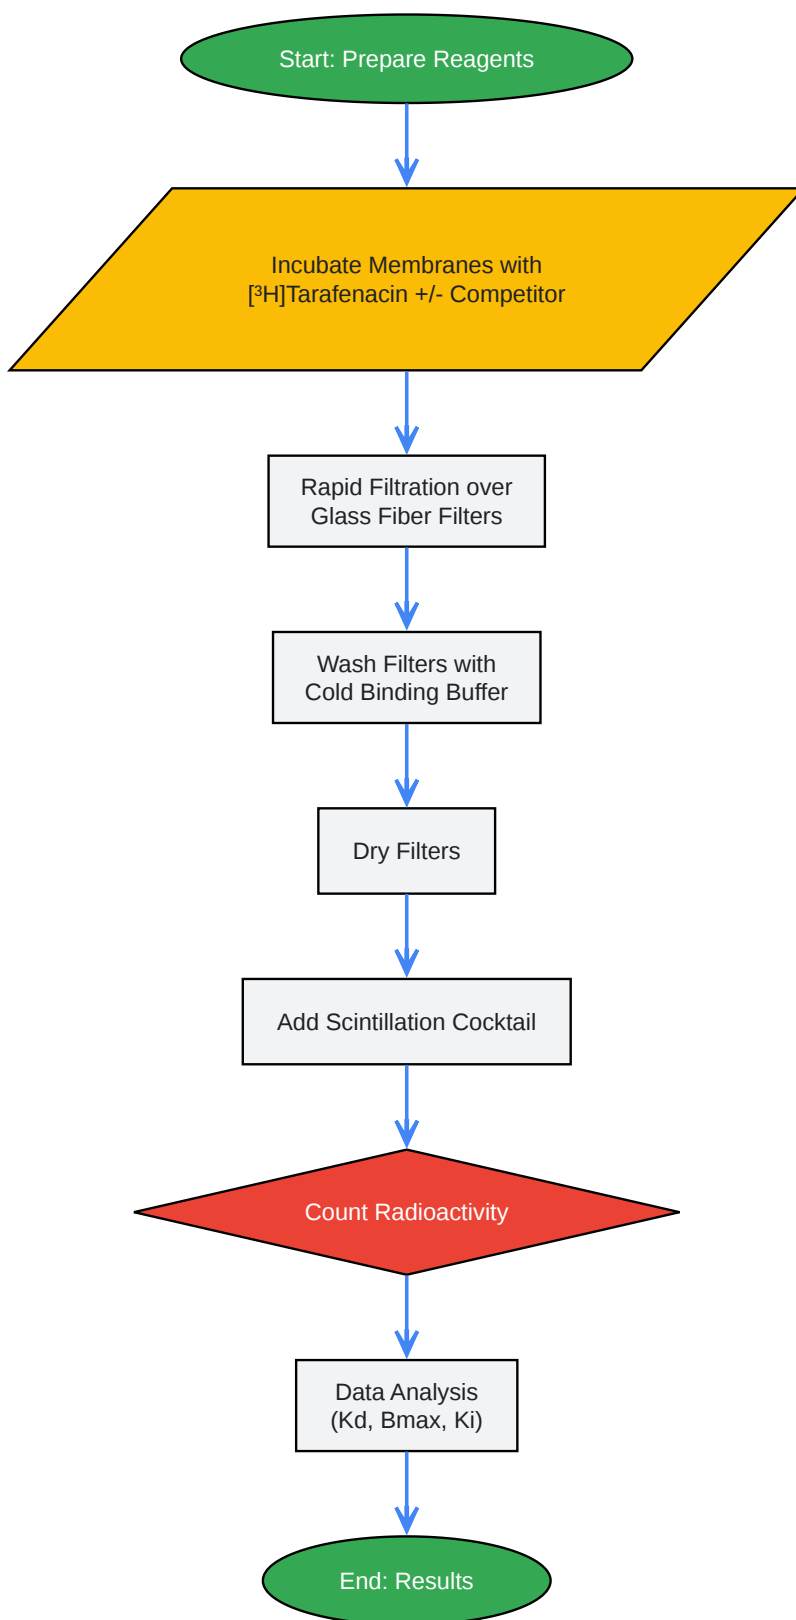 Start: Prepare Reagents
Incubate Membranes with
[³H]Tarafenacin +/- Competitor
Rapid Filtration over
Glass Fiber Filters
Wash Filters with
Cold Binding Buffer
Dry Filters
Add Scintillation Cocktail
Count Radioactivity
Data Analysis
(Kd, Bmax, Ki)
End: Results